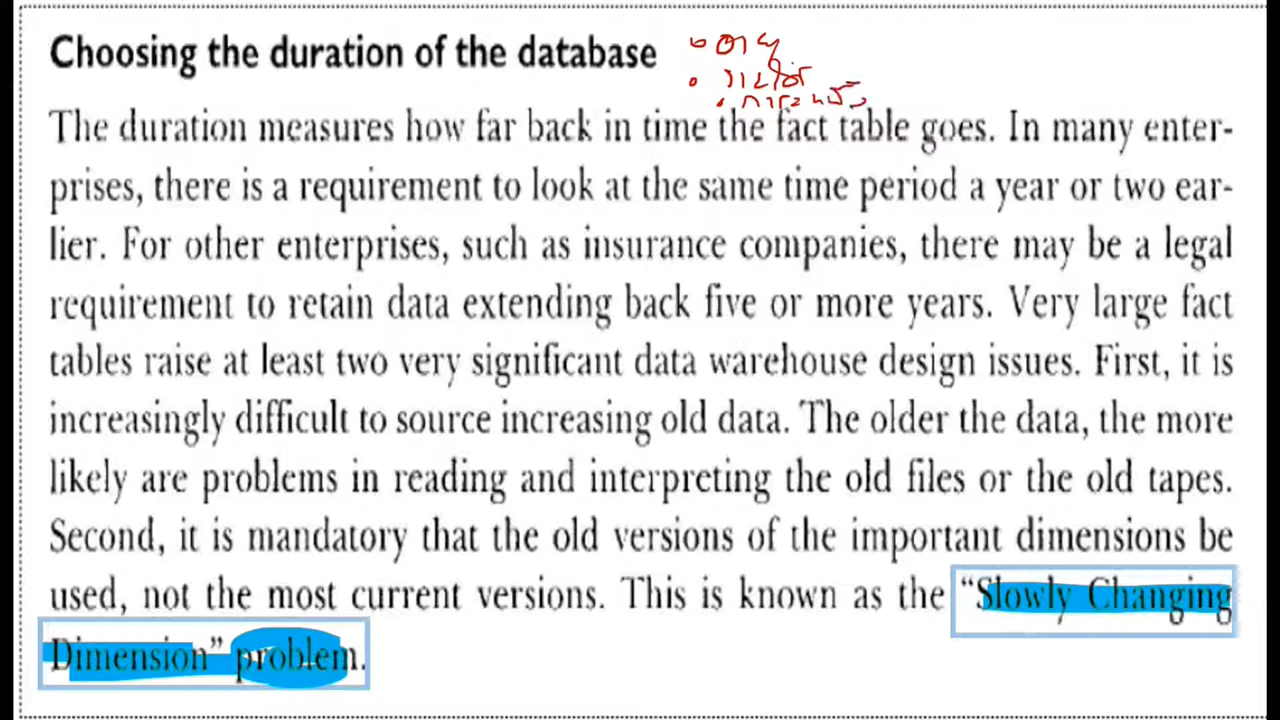 Choosing the duration of the database
The duration measures how far back in time the fact table goes. In many enter-
prises, there is a requirement to look at the same time period a year or two ear-
lier. For other enterprises, such as insurance companies, there may be a legal
requirement to retain data extending back five or more years. Very large fact
tables raise at least two very significant data warehouse design issues. First, it is
increasingly difficult to source increasing old data. The older the data, the more
likely are problems in reading and interpreting the old files or the old tapes.
Second, it is mandatory that the old versions of the important dimensions be
used, not the most current versions. This is known as the “Slowly Changing
Dimension” problem.